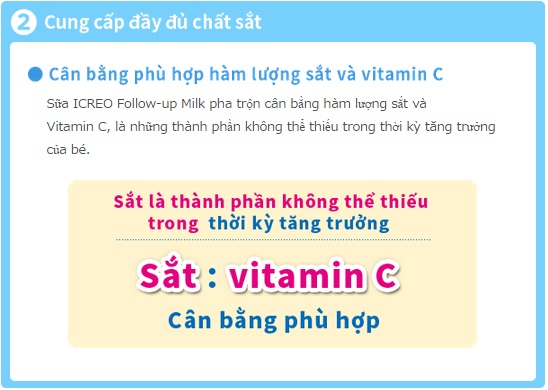 2 Cung cấp đầy đủ chất sắt
Cân bằng phù hợp hàm lượng sắt và vitamin C
Sữa ICREO Follow-up Milk pha trộn cân bằng hàm lượng sắt và
Vitamin C, là những thành phần không thể thiếu trong thời kỳ tăng trưởng
của bé.
Sắt là thành phần không thể thiếu
trong thời kỳ tăng trưởng
Sắt : vitamin C
Cân bằng phù hợp